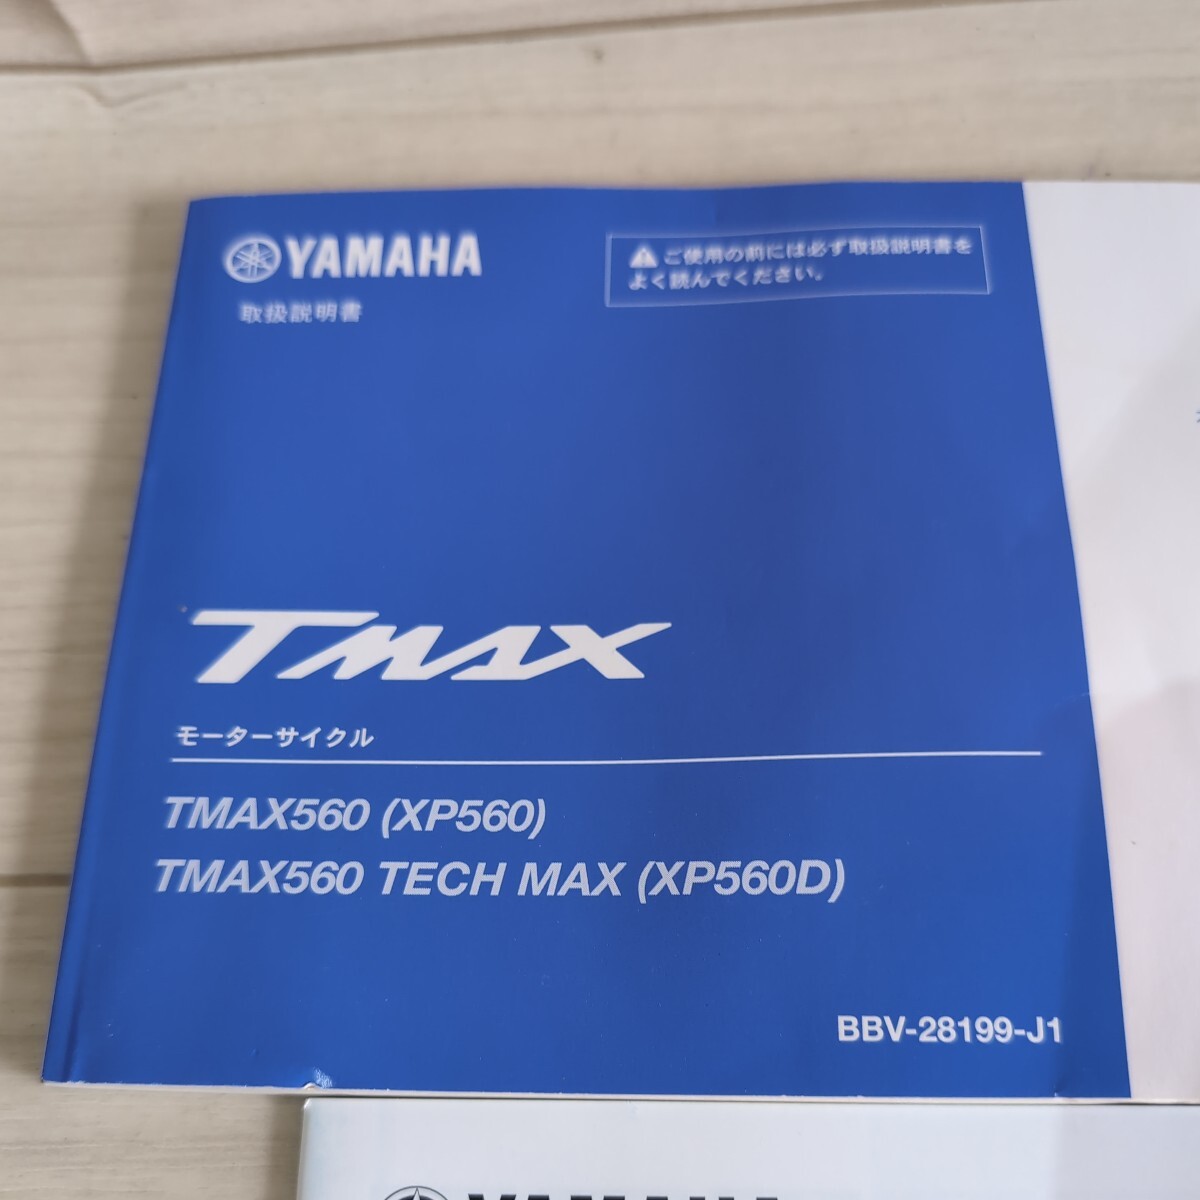 YAMAHA
取扱説明書
ご使用の前には必ず取扱説明書を
よく読んでください。
TMAX
モーターサイクル
TMAX560 (XP560)
TMAX560 TECH MAX (XP560D)
BBV-28199-J1
YAMAHA